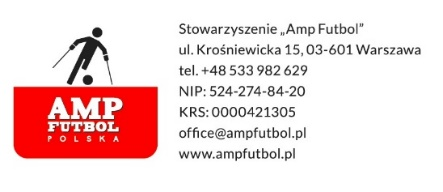 AMP
FUTBOL
POLSKA
Stowarzyszenie „Amp Futbol”
ul. Krośniewicka 15, 03-601 Warszawa
tel. +48 533 982 629
NIP: 524-274-84-20
KRS: 0000421305
office@ampfutbol.pl
www.ampfutbol.pl